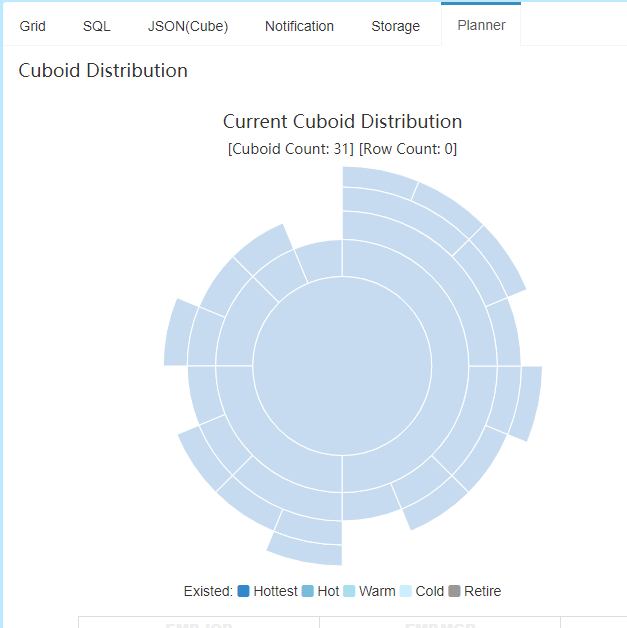 Grid SQL JSON(Cube) Notification Storage Planner
Cuboid Distribution
Current Cuboid Distribution
[Cuboid Count: 31] [Row Count: 0]
Existed: Hottest Hot Warm Cold Retire